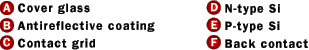 A Cover glass
B Antireflective coating
C Contact grid
D N-type Si
E P-type Si
F Back contact